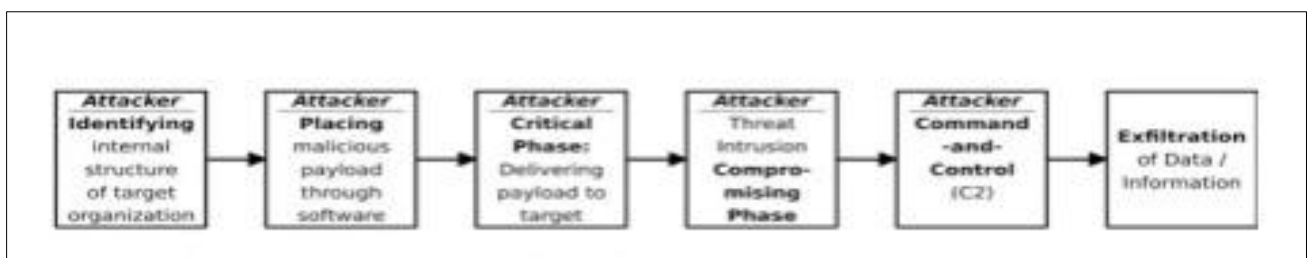 Attacker
Identifying
internal
structure
of target
organization
Attacker
Placing
malicious
payload
through
software
Attacker
Critical
Phase:
Delivering
payload to
target
Attacker
Threat
Intrusion
Compro-
mising
Phase
Attacker
Command
-and-
Control
(C2)
Exfiltration
of Data /
Information